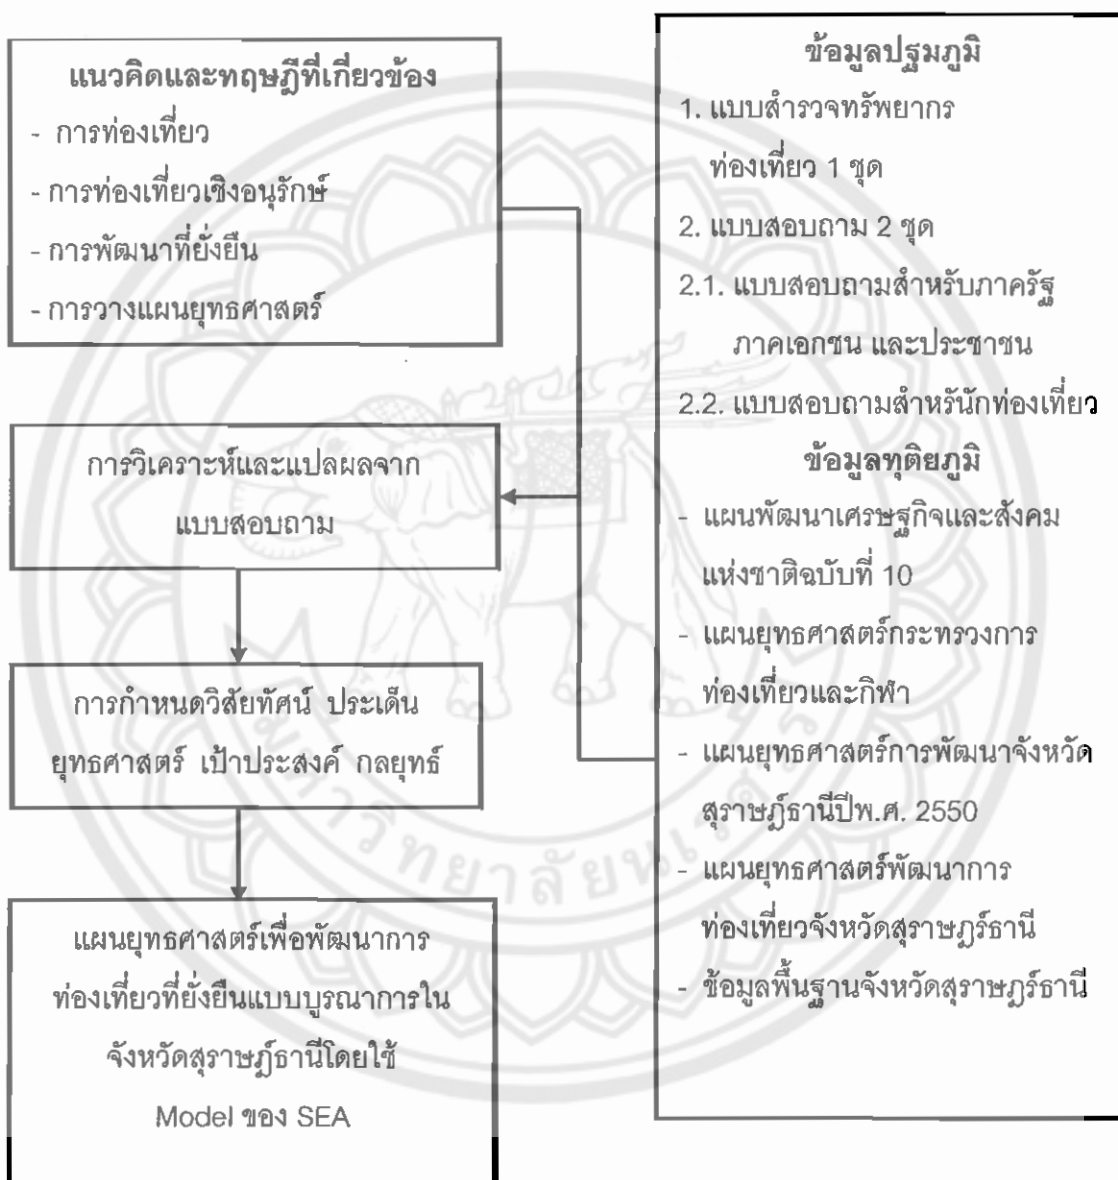 แนวคิดและทฤษฎีที่เกี่ยวข้อง
- การท่องเที่ยว
- การท่องเที่ยวเชิงอนุรักษ์
- การพัฒนาที่ยั่งยืน
- การวางแผนยุทธศาสตร์
การวิเคราะห์และแปลผลจาก
แบบสอบถาม
การกำหนดวิสัยทัศน์ ประเด็น
ยุทธศาสตร์ เป้าประสงค์ กลยุทธ์
แผนยุทธศาสตร์เพื่อพัฒนาการ
ท่องเที่ยวที่ยั่งยืนแบบบูรณาการใน
จังหวัดสุราษฎ์ธานีโดยใช้
Model ของ SEA
ข้อมูลปฐมภูมิ
1. แบบสำรวจทรัพยากร
ท่องเที่ยว 1 ชุด
2. แบบสอบถาม 2 ชุด
2.1. แบบสอบถามสำหรับภาครัฐ
ภาคเอกชน และประชาชน
2.2. แบบสอบถามสำหรันักท่องเที่ยว
ข้อมูลทุติยภูมิ
- แผนพัฒนาเศรษฐกิจและสังคม
แห่งชาติฉบับที่ 10
- แผนยุทธศาสตร์กระทรวงการ
ท่องเที่ยวและกีฬา
- แผนยุทธศาสตร์การพัฒนาจังหวัด
สุราษฎ์ธานีปีพ.ศ. 2550
- แผนยุทธศาสตร์พัฒนาการ
ท่องเที่ยวจังหวัดสุราษฎร์ธานี
- ข้อมูลพื้นฐานจังหวัดสุราษฎร์ธานี
มหาวิทยาลัยนเรศวร